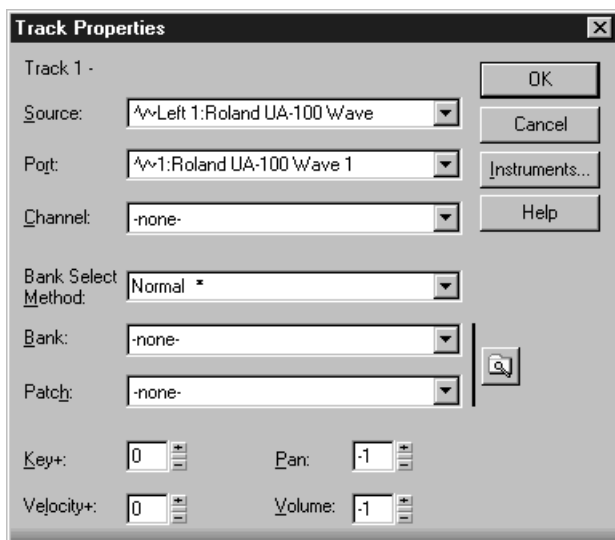 Track Properties
Track 1 -
OK
Source: Left 1:Roland UA-100 Wave
Cancel
Port: 1:Roland UA-100 Wave 1
Instruments...
Channel: -none-
Help
Bank Select
Method: Normal *
Bank: -none-
Patch: -none-
Key+: 0 Pan: -1
Velocity+: 0 Volume: -1